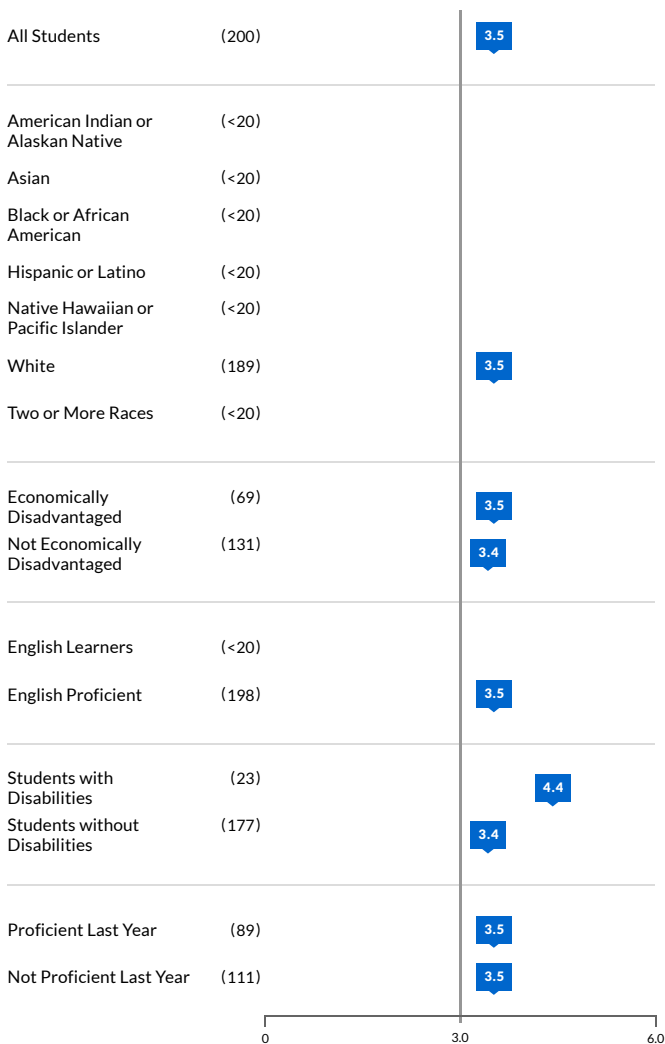 All Students (200) 3.5
American Indian or
Alaskan Native (<20)
Asian (<20)
Black or African
American (<20)
Hispanic or Latino (<20)
Native Hawaiian or
Pacific Islander (<20)
White (189) 3.5
Two or More Races (<20)
Economically
Disadvantaged (69) 3.5
Not Economically
Disadvantaged (131) 3.4
English Learners (<20)
English Proficient (198) 3.5
Students with
Disabilities (23) 4.4
Students without
Disabilities (177) 3.4
Proficient Last Year (89) 3.5
Not Proficient Last Year (111) 3.5
0 3.0 6.0